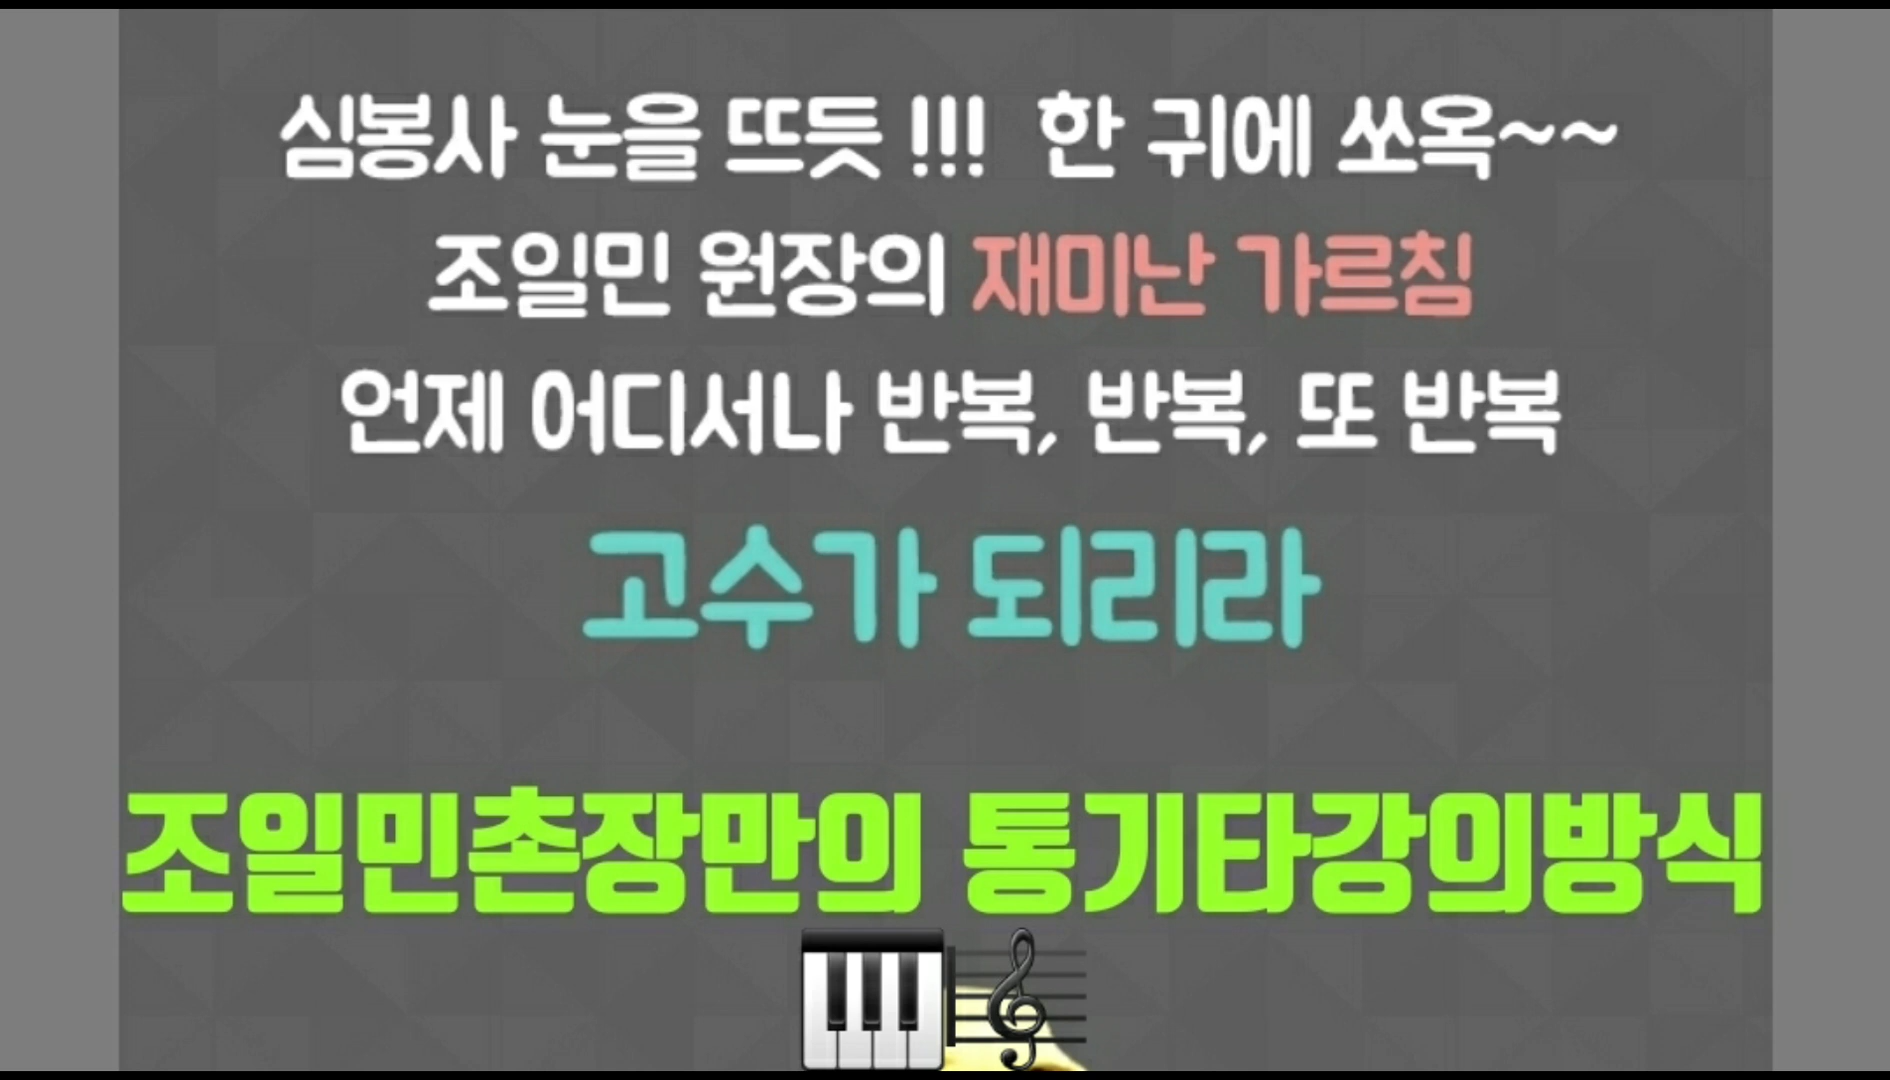 심봉사 눈을 뜨듯 !!! 한 귀에 쏘옥~~
조일민 원장의 재미난 가르침
언제 어디서나 반복, 반복, 또 반복
고수가 되리라
조일민촌장만의 통기타강의방식